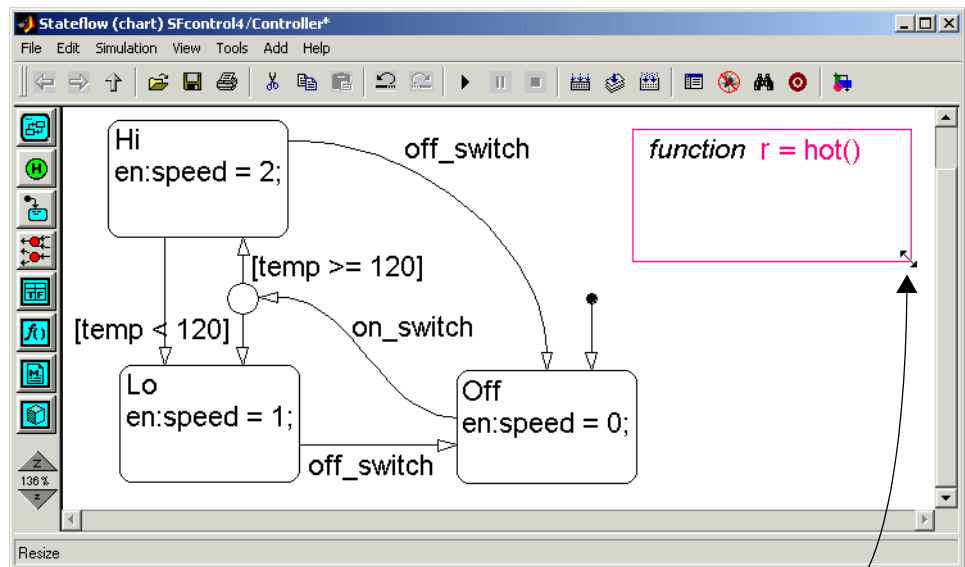 Stateflow (chart) SFcontrol4/Controller*
File Edit Simulation View Tools Add Help
Hi
en:speed = 2;
off_switch
function r = hot()
[temp >= 120]
[temp < 120]
on_switch
Lo
en:speed = 1;
Off
en:speed = 0;
off_switch
H
TF
f()
M
Z
136%
z
Resize